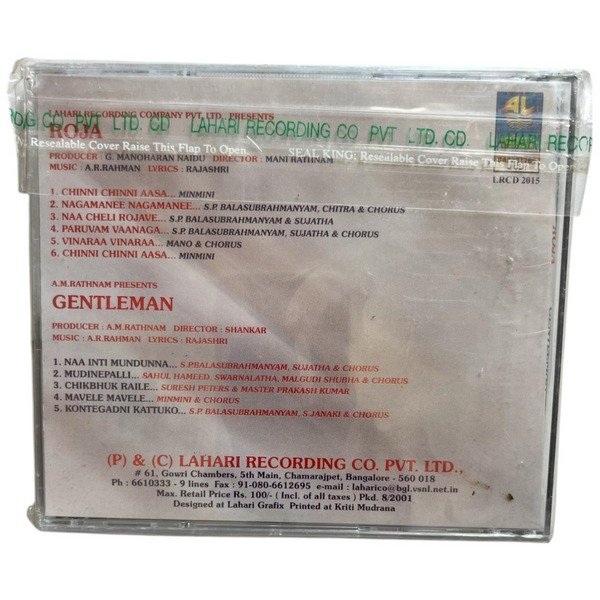 LAHARI RECORDING COMPANY PVT. LTD., PRESENTS
RDG CO PVT LTD. CD LAHARI RECORDING CO PVT LTD. CD. LAHARI RECOR
ROJA
N. Resealable Cover Raise This Flap To Open. SEAL KING: Resealable Cover Raise This Flap To Open
PRODUCER : G. MANOHARAN NAIDU DIRECTOR : MANI RATHNAM
MUSIC : A.R.RAHMAN LYRICS : RAJASHRI
LRCD 2015
1. CHINNI CHINNI AASA... MINMINI
2. NAGAMANEE NAGAMANEE... S.P. BALASUBRAHMANYAM, CHITRA & CHORUS
3. NAA CHELI ROJAVE... S.P. BALASUBRAHMANYAM & SUJATHA
4. PARUVAM VAANAGA... S.P. BALASUBRAHMANYAM, SUJATHA & CHORUS
5. VINARAA VINARAA... MANO & CHORUS
6. CHINNI CHINNI AASA... MINMINI
A.M.RATHNAM PRESENTS
GENTLEMAN
PRODUCER : A.M.RATHNAM DIRECTOR : SHANKAR
MUSIC : A.R.RAHMAN LYRICS : RAJASHRI
1. NAA INTI MUNDUNNA... S.P.BALASUBRAHMANYAM, SUJATHA & CHORUS
2. MUDINEPALLI... SAHUL HAMEED, SWARNALATHA, MALGUDI SHUBHA & CHORUS
3. CHIKBHUK RAILE... SURESH PETERS & MASTER PRAKASH KUMAR
4. MAVELE MAVELE... MINMINI & CHORUS
5. KONTEGADNI KATTUKO... S.P.BALASUBRAHMANYAM, S.JANAKI & CHORUS
(P) & (C) LAHARI RECORDING CO. PVT. LTD.,
# 61, Gowri Chambers, 5th Main, Chamarajpet, Bangalore - 560 018
Ph : 6610333 - 9 lines Fax : 91-080-6612695 e-mail : laharico@bgl.vsnl.net.in
Max. Retail Price Rs. 100/- ( Incl. of all taxes ) Pkd. 8/2001
Designed at Lahari Grafix Printed at Kriti Mudrana